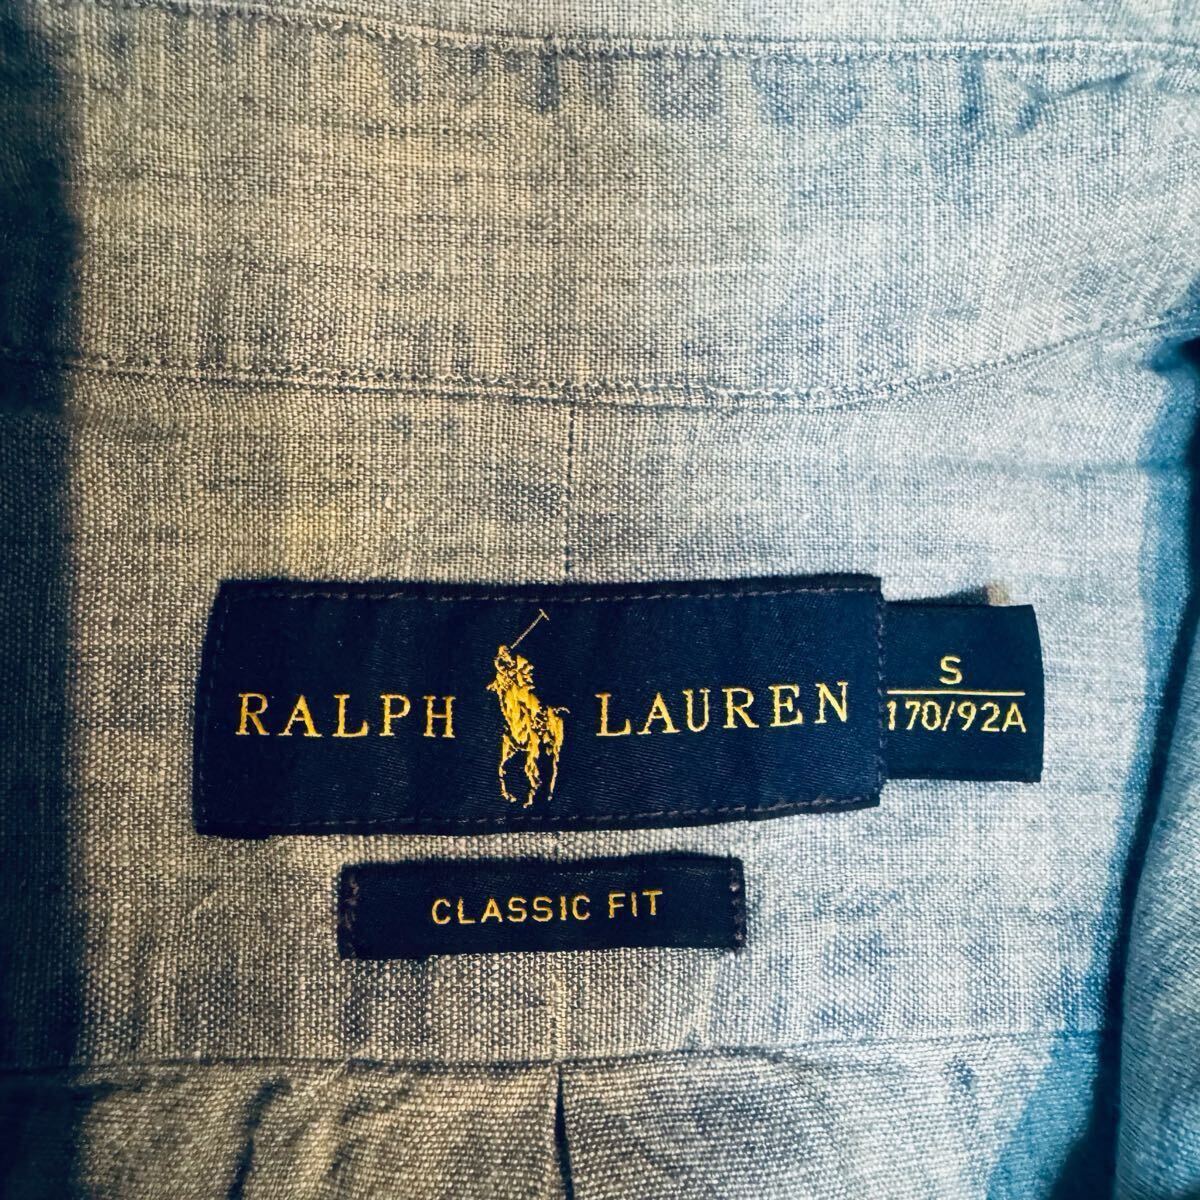 RALPH LAUREN
S
170/92A
CLASSIC FIT